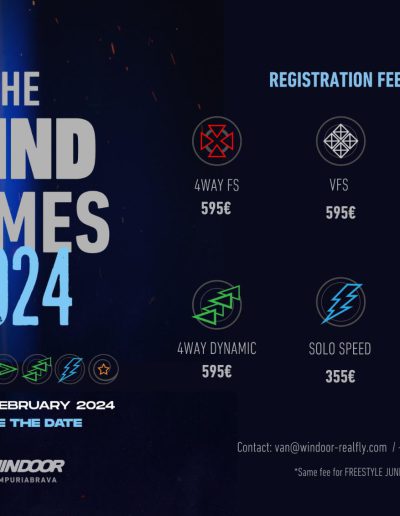 HE
IND
MES
024
EBRUARY 2024
E THE DATE
WINDOOR
MPURIABRAVA
REGISTRATION FEE
4WAY FS
595€
VFS
595€
4WAY DYNAMIC
595€
SOLO SPEED
355€
Contact: van@windoor-realfly.com /
*Same fee for FREESTYLE JUN